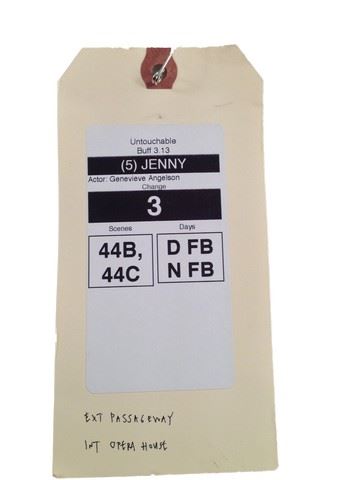 Untouchable
Buff 3.13
(5) JENNY
Actor: Genevieve Angelson
Change
3
Scenes Days
44B, D FB
44C N FB
EXT PASSAGEWAY
INT OPERA HOUSE